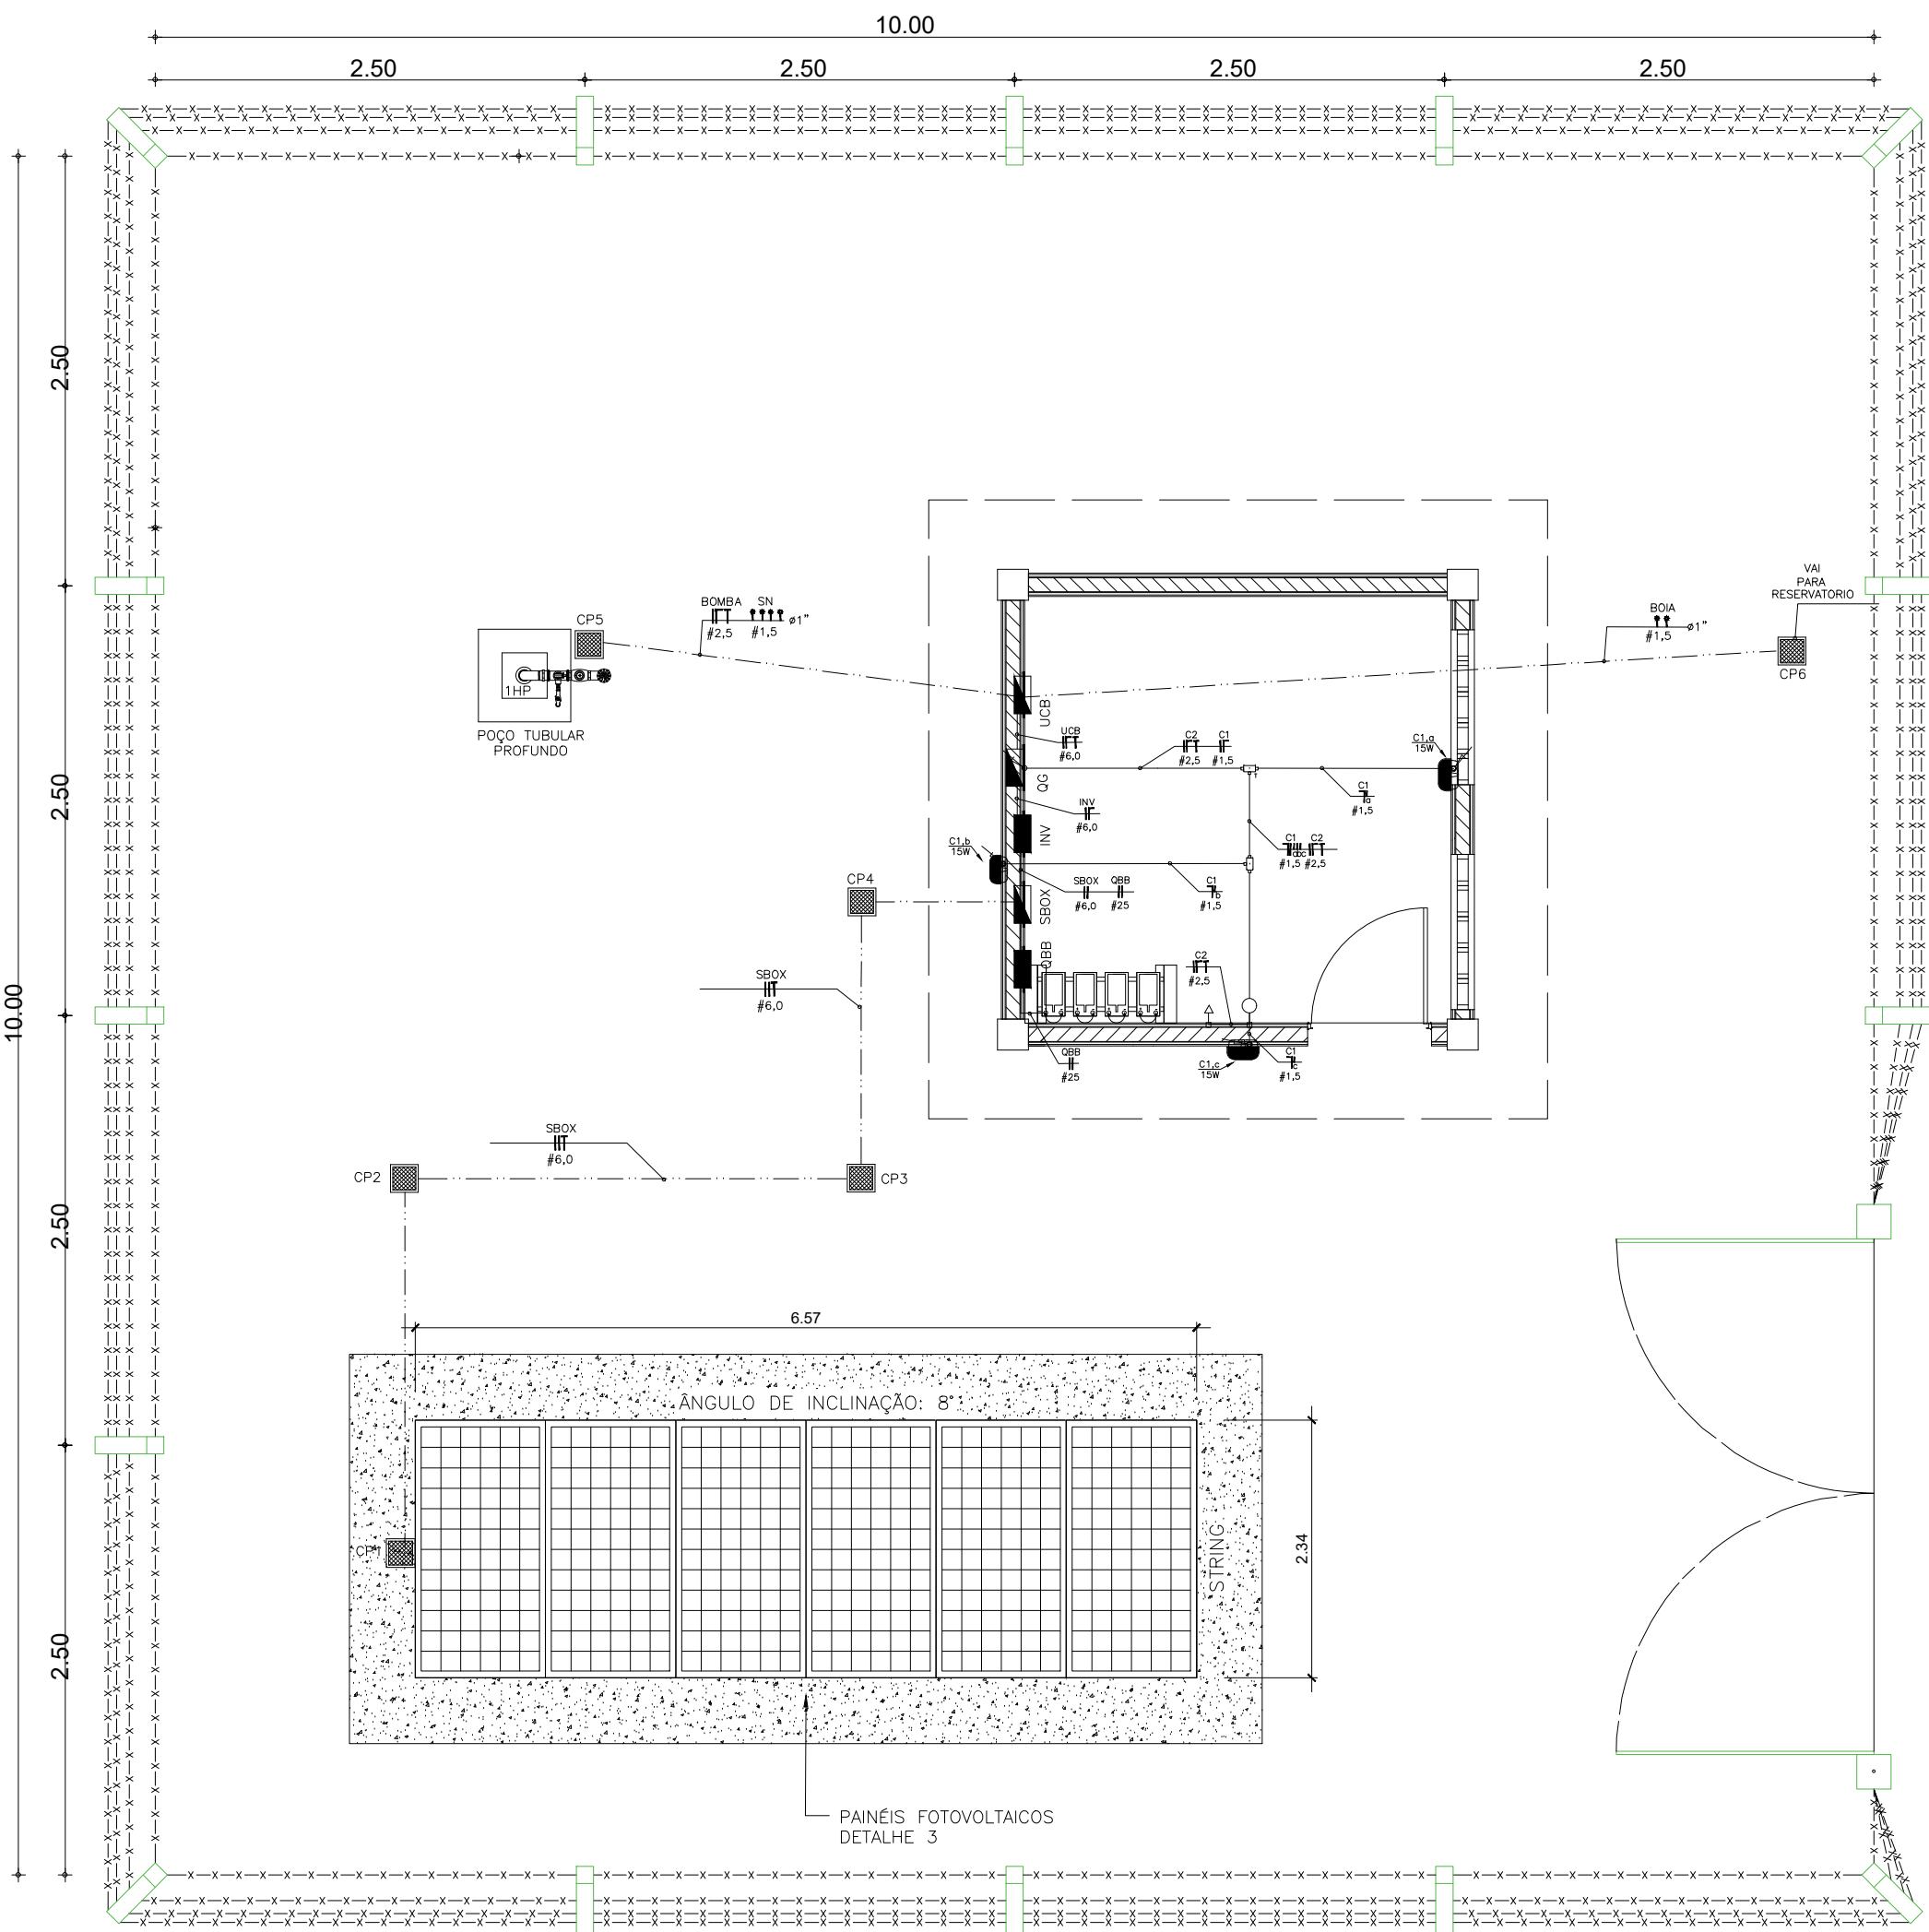 10.00
2.50 2.50 2.50 2.50
2.50
2.50
10.00
2.50
2.50
VAI
PARA
RESERVATORIO
BOMBA SN
#2,5 #1,5 ø1"
CP5
BOIA
#1,5 ø1"
CP6
1HP
POÇO TUBULAR
PROFUNDO
UCB
UCB
#6,0
C2 C1
#2,5 #1,5
C1.a
15W
QG
C1
a
#1,5
INV
#6,0
INV
C1.b
15W
C1 C2
abc
#1,5 #2,5
CP4
SBOX QBB
#6,0 #25
C1
b
#1,5
SBOX
QBB
C2
#2,5
SBOX
#6,0
QBB
#25
C1.c
15W
C1
c
#1,5
SBOX
#6,0
CP2
CP3
6.57
ÂNGULO DE INCLINAÇÃO: 8°
CP1
STRING
2.34
PAINÉIS FOTOVOLTAICOS
DETALHE 3